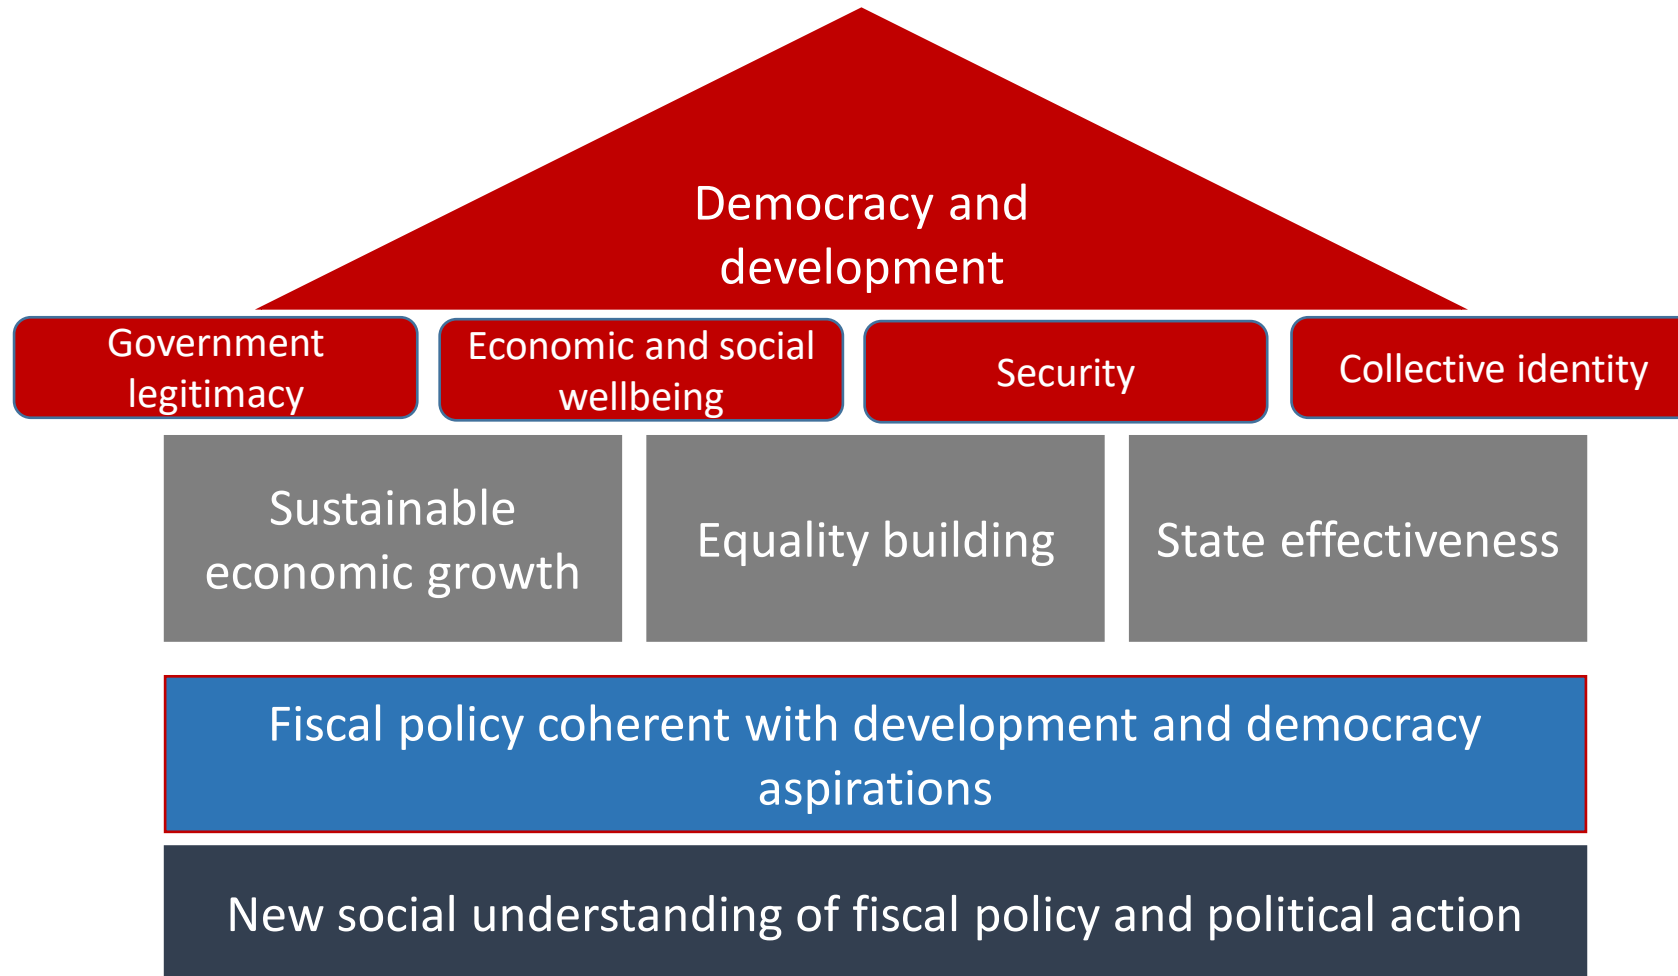 Democracy and
development
Government
legitimacy
Economic and social
wellbeing
Security
Collective identity
Sustainable
economic growth
Equality building
State effectiveness
Fiscal policy coherent with development and democracy
aspirations
New social understanding of fiscal policy and political action